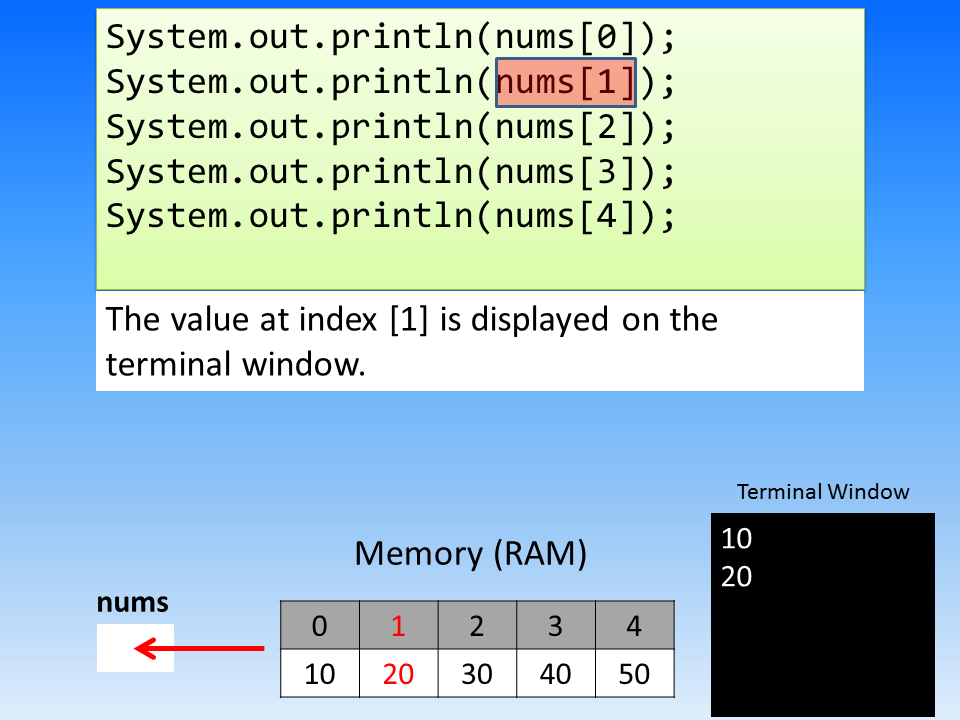 System.out.println(nums[0]);
System.out.println(nums[1]);
System.out.println(nums[2]);
System.out.println(nums[3]);
System.out.println(nums[4]);
The value at index [1] is displayed on the
terminal window.
Terminal Window
10
20
Memory (RAM)
nums
0 1 2 3 4
10 20 30 40 50